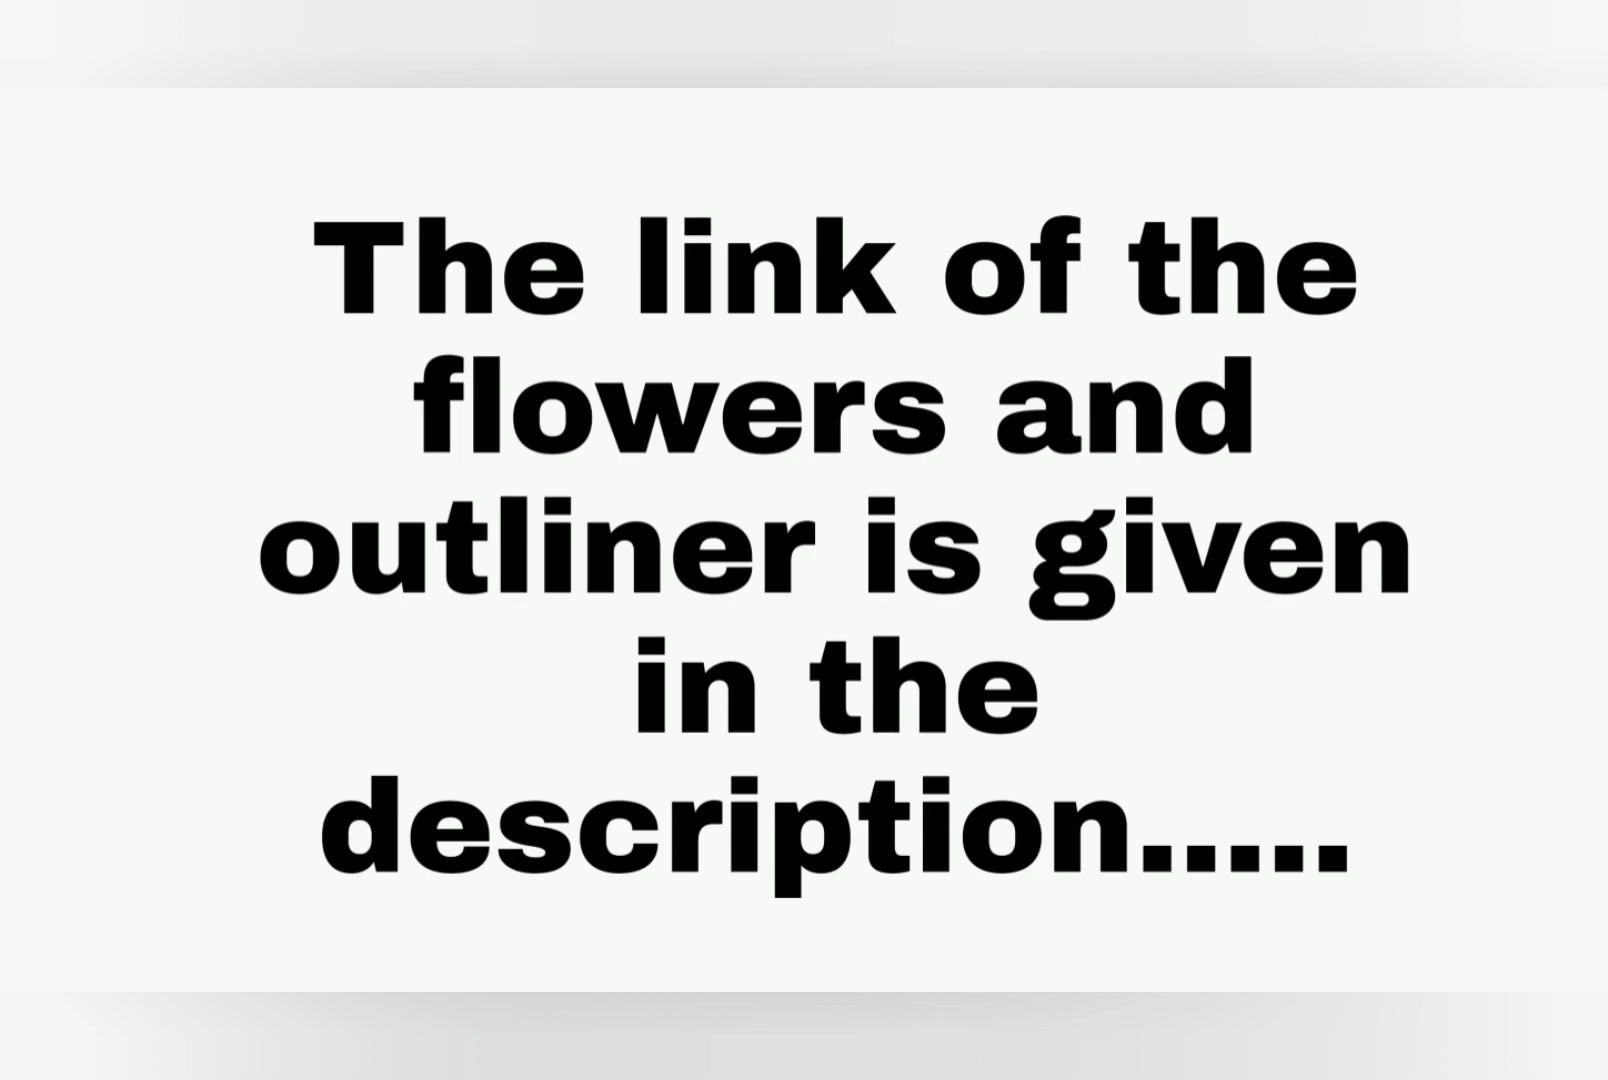 The link of the
flowers and
outliner is given
in the
description.....